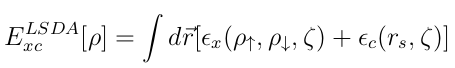 $E_{xc}^{LSDA}[\rho] = \int d\vec{r}[\epsilon_x(\rho_\uparrow, \rho_\downarrow, \zeta) + \epsilon_c(r_s, \zeta)]$